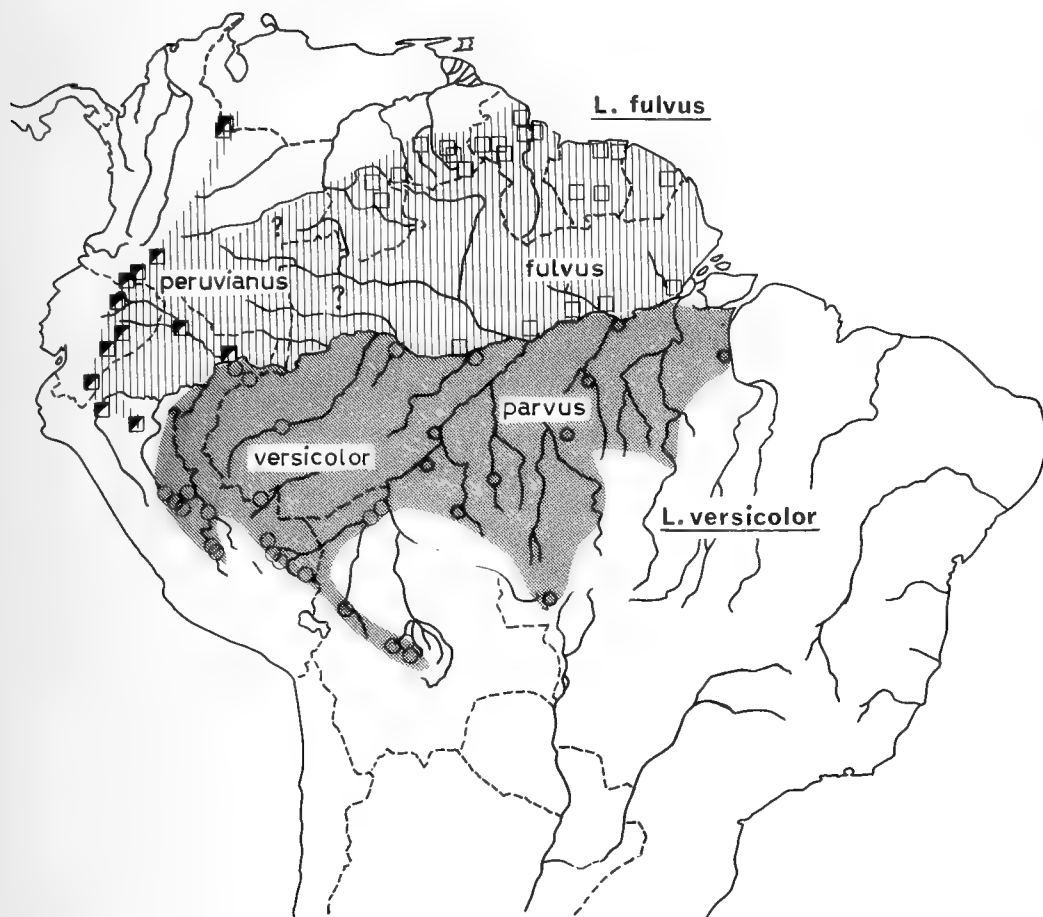 L. fulvus
?
peruvianus
fulvus
?
parvus
versicolor
L. versicolor